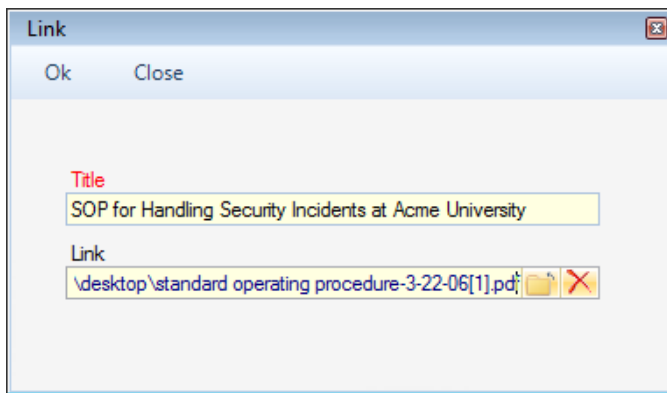 Link
Ok Close
Title
SOP for Handling Security Incidents at Acme University
Link
\desktop\standard operating procedure-3-22-06[1].pdf